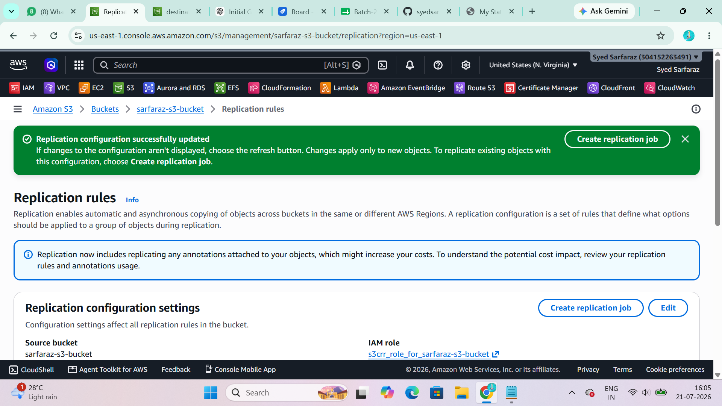 (0) Wha
Replica
destina
Initial C
Board
Batch-2
syedsar
My Stat
Ask Gemini
us-east-1.console.aws.amazon.com/s3/management/sarfaraz-s3-bucket/replication?region=us-east-1
aws
Search
[Alt+S]
United States (N. Virginia) ▼
Syed Sarfaraz (304152263491) ▼
Syed Sarfaraz
IAM
VPC
EC2
S3
Aurora and RDS
EFS
CloudFormation
Lambda
Amazon EventBridge
Route 53
Certificate Manager
CloudFront
CloudWatch
Amazon S3 > Buckets > sarfaraz-s3-bucket > Replication rules
Replication configuration successfully updated
If changes to the configuration aren't displayed, choose the refresh button. Changes apply only to new objects. To replicate existing objects with
this configuration, choose Create replication job.
Create replication job
Replication rules Info
Replication enables automatic and asynchronous copying of objects across buckets in the same or different AWS Regions. A replication configuration is a set of rules that define what options
should be applied to a group of objects during replication.
Replication now includes replicating any annotations attached to your objects, which might increase your costs. To understand the potential cost impact, review your replication
rules and annotations usage.
Replication configuration settings
Create replication job
Edit
Configuration settings affect all replication rules in the bucket.
Source bucket
sarfaraz-s3-bucket
IAM role
s3crr_role_for_sarfaraz-s3-bucket
CloudShell
Agent Toolkit for AWS
Feedback
Console Mobile App
© 2026, Amazon Web Services, Inc. or its affiliates.
Privacy
Terms
Cookie preferences
1
28°C
Light rain
Search
ENG
IN
16:05
21-07-2026